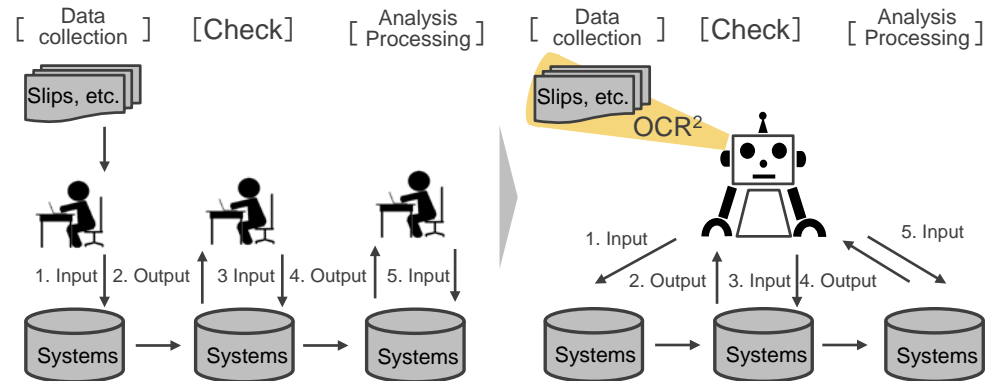 [ Data collection ] [Check] [ Analysis Processing ]
Slips, etc.
1. Input 2. Output 3 Input 4. Output 5. Input
Systems Systems Systems
[ Data collection ] [Check] [ Analysis Processing ]
Slips, etc.
OCR²
1. Input
5. Input
2. Output 3. Input 4. Output
Systems Systems Systems